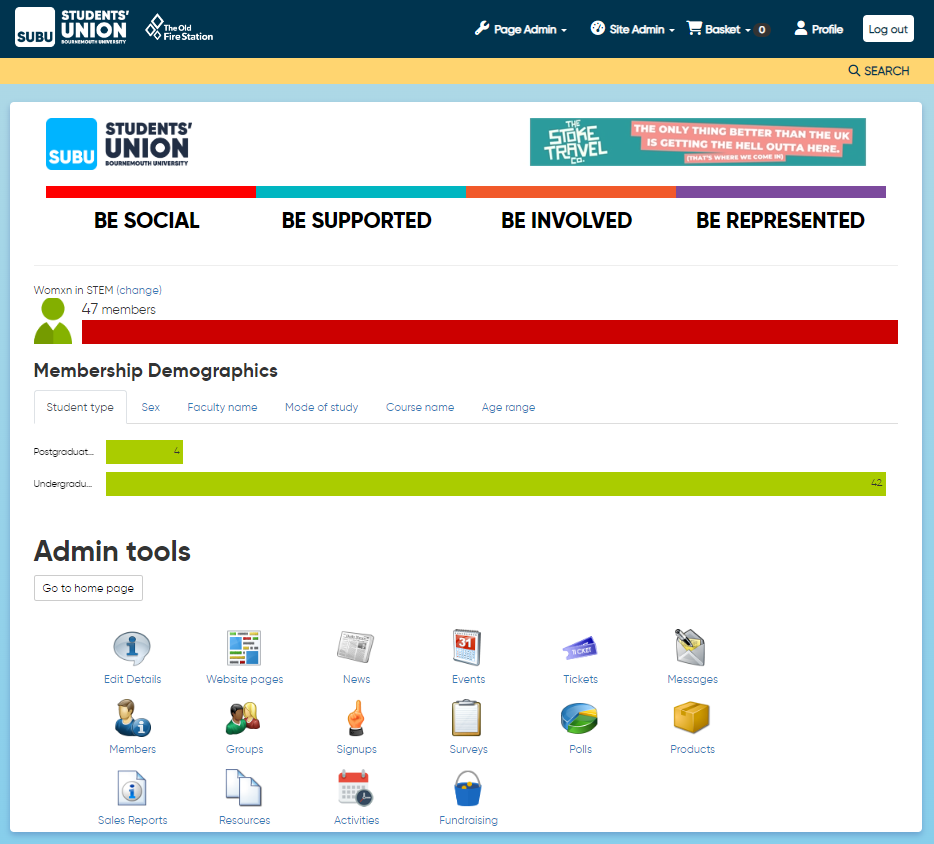 SUBU
STUDENTS'
UNION
BOURNEMOUTH UNIVERSITY
The Old
Fire Station
Page Admin
Site Admin
Basket
0
Profile
Log out
SEARCH
SUBU
STUDENTS'
UNION
BOURNEMOUTH UNIVERSITY
THE
STOKE
TRAVEL
CO.
THE ONLY THING BETTER THAN THE UK
IS GETTING THE HELL OUTTA HERE.
(THAT'S WHERE WE COME IN)
BE SOCIAL
BE SUPPORTED
BE INVOLVED
BE REPRESENTED
Womxn in STEM (change)
47 members
Membership Demographics
Student type
Sex
Faculty name
Mode of study
Course name
Age range
Postgraduat...
4
Undergradu...
42
Admin tools
Go to home page
31
TICKET
Edit Details
Website pages
News
Events
Tickets
Messages
Members
Groups
Signups
Surveys
Polls
Products
Sales Reports
Resources
Activities
Fundraising